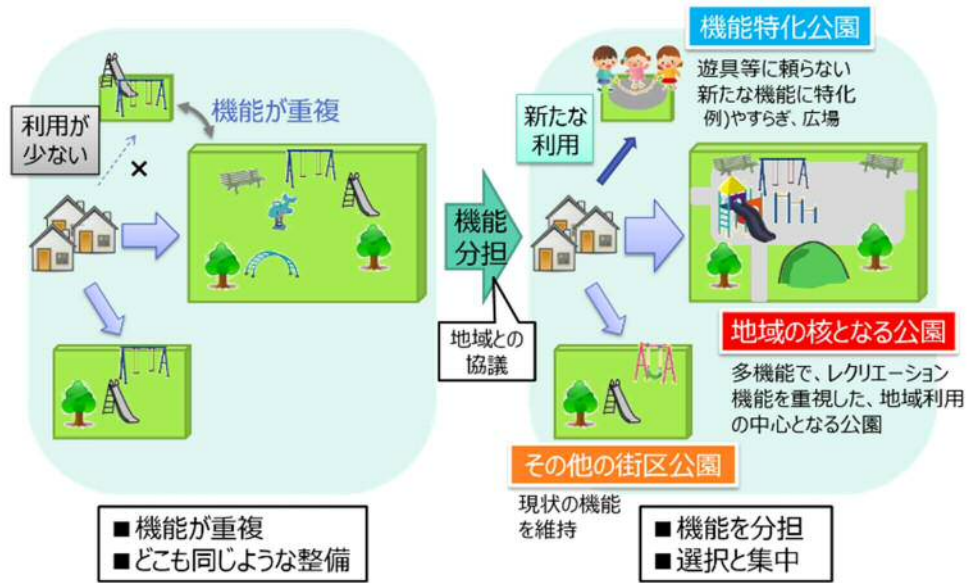 機能が重複
利用が
少ない
×
機能
分担
地域との
協議
■機能が重複
■どこも同じような整備
機能特化公園
遊具等に頼らない
新たな機能に特化
例)やすらぎ、広場
新たな
利用
地域の核となる公園
多機能で、レクリエーション
機能を重視した、地域利用
の中心となる公園
その他の街区公園
現状の機能
を維持
■機能を分担
■選択と集中